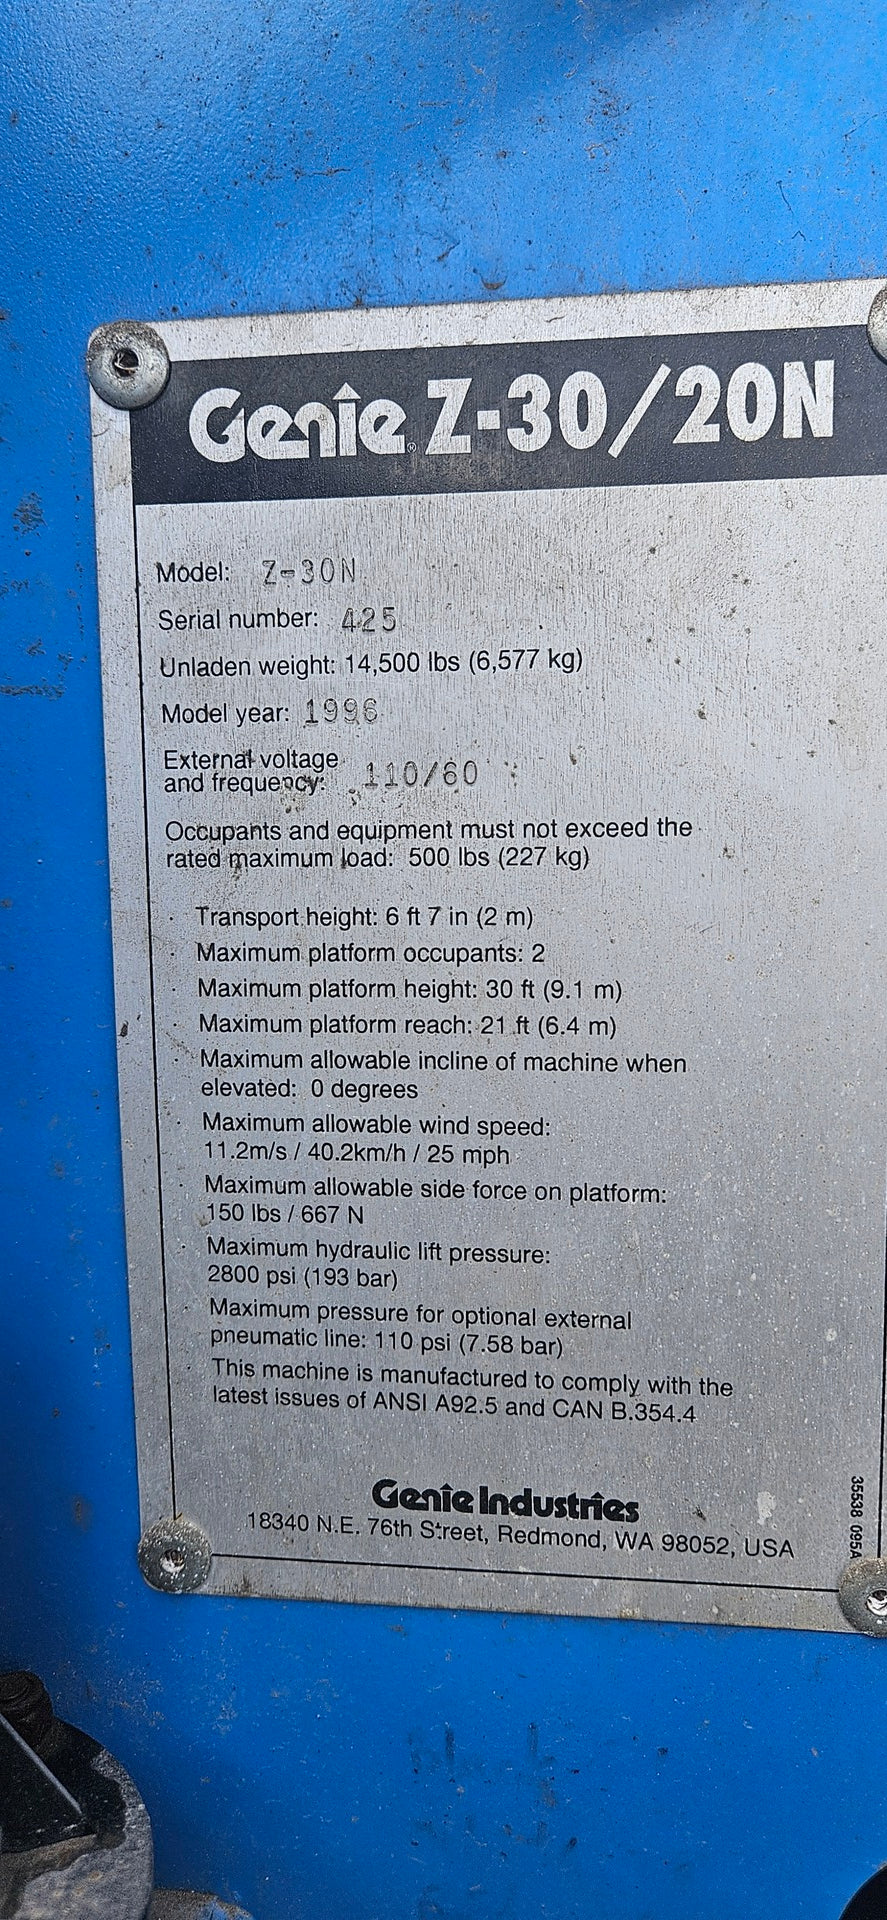 Genie Z-30/20N
Model: Z-30N
Serial number: 425
Unladen weight: 14,500 lbs (6,577 kg)
Model year: 1996
External voltage
and frequency: 110/60
Occupants and equipment must not exceed the
rated maximum load: 500 lbs (227 kg)
· Transport height: 6 ft 7 in (2 m)
· Maximum platform occupants: 2
· Maximum platform height: 30 ft (9.1 m)
· Maximum platform reach: 21 ft (6.4 m)
· Maximum allowable incline of machine when
elevated: 0 degrees
· Maximum allowable wind speed:
11.2m/s / 40.2km/h / 25 mph
· Maximum allowable side force on platform:
150 lbs / 667 N
· Maximum hydraulic lift pressure:
2800 psi (193 bar)
· Maximum pressure for optional external
pneumatic line: 110 psi (7.58 bar)
· This machine is manufactured to comply with the
latest issues of ANSI A92.5 and CAN B.354.4
Genie Industries
18340 N.E. 76th Street, Redmond, WA 98052, USA
35538 095A